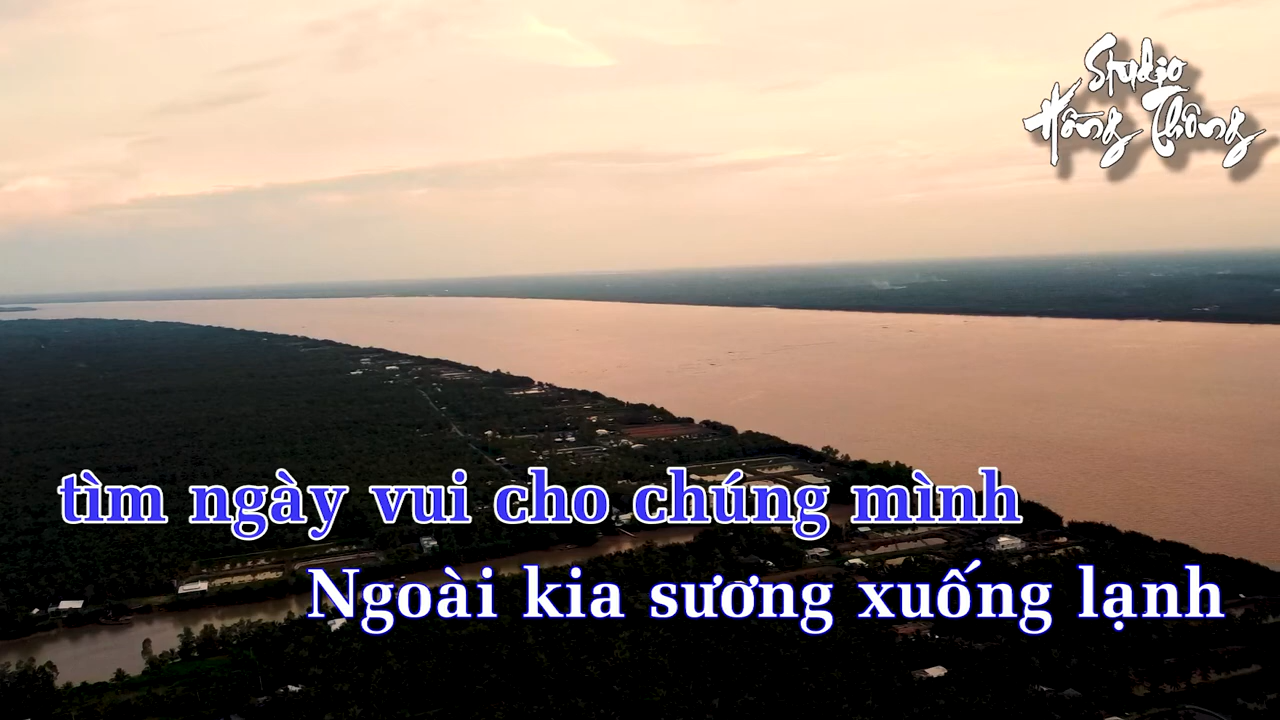 Studio
Hồng Thông
tìm ngày vui cho chúng mình
Ngoài kia sương xuống lạnh